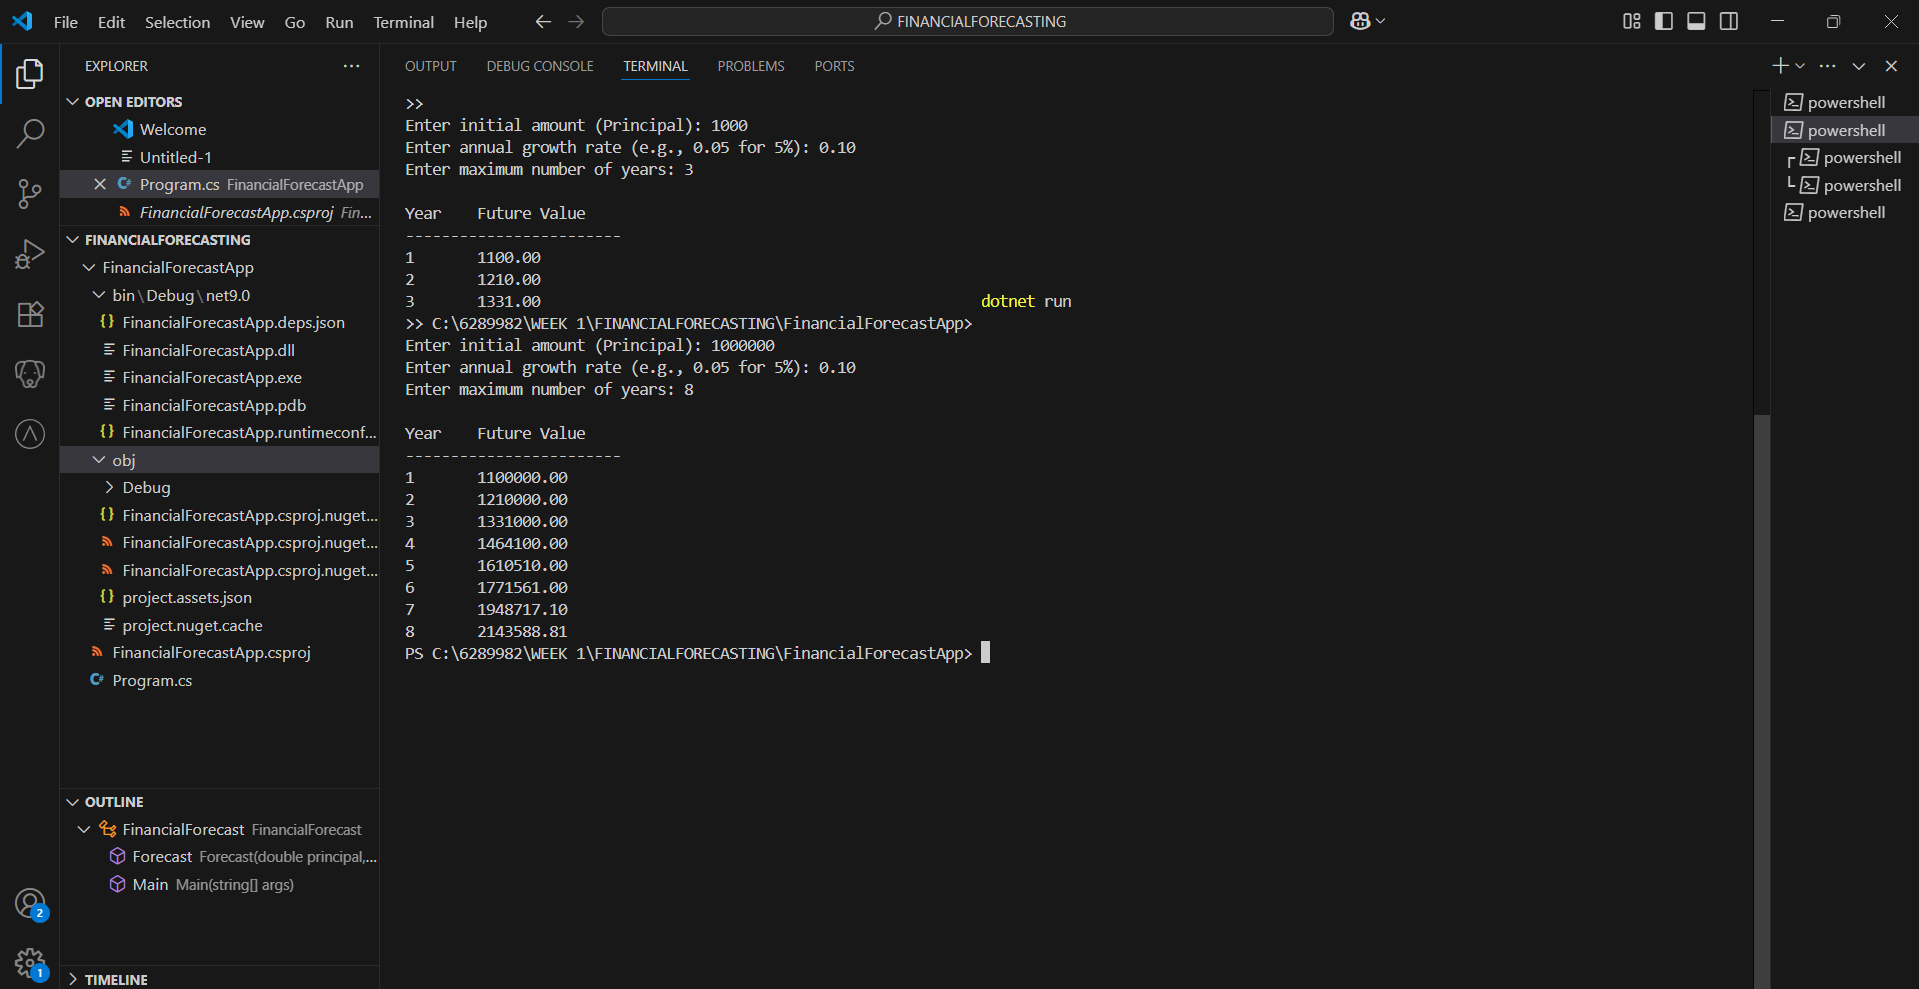 File Edit Selection View Go Run Terminal Help
FINANCIALFORECASTING
EXPLORER
OPEN EDITORS
Welcome
Untitled-1
C# Program.cs FinancialForecastApp
FinancialForecastApp.csproj Fin...
FINANCIALFORECASTING
FinancialForecastApp
bin\Debug\net9.0
{} FinancialForecastApp.deps.json
FinancialForecastApp.dll
FinancialForecastApp.exe
FinancialForecastApp.pdb
{} FinancialForecastApp.runtimeconf...
obj
Debug
{} FinancialForecastApp.csproj.nuget...
FinancialForecastApp.csproj.nuget...
FinancialForecastApp.csproj.nuget...
{} project.assets.json
project.nuget.cache
FinancialForecastApp.csproj
C# Program.cs
OUTLINE
FinancialForecast FinancialForecast
Forecast Forecast(double principal,...
Main Main(string[] args)
TIMELINE
2
1
OUTPUT DEBUG CONSOLE TERMINAL PROBLEMS PORTS
>>
Enter initial amount (Principal): 1000
Enter annual growth rate (e.g., 0.05 for 5%): 0.10
Enter maximum number of years: 3
Year Future Value
------------------------
1 1100.00
2 1210.00
3 1331.00 dotnet run
>> C:\6289982\WEEK 1\FINANCIALFORECASTING\FinancialForecastApp>
Enter initial amount (Principal): 1000000
Enter annual growth rate (e.g., 0.05 for 5%): 0.10
Enter maximum number of years: 8
Year Future Value
------------------------
1 1100000.00
2 1210000.00
3 1331000.00
4 1464100.00
5 1610510.00
6 1771561.00
7 1948717.10
8 2143588.81
PS C:\6289982\WEEK 1\FINANCIALFORECASTING\FinancialForecastApp>
powershell
powershell
powershell
powershell
powershell